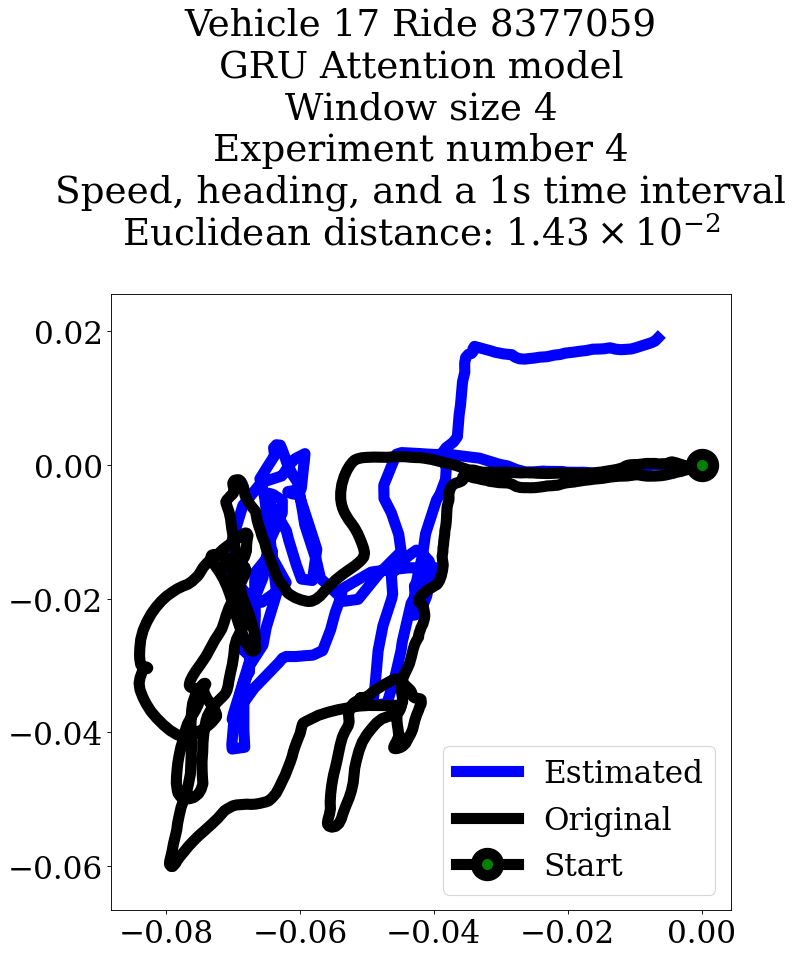 Vehicle 17 Ride 8377059
GRU Attention model
Window size 4
Experiment number 4
Speed, heading, and a 1s time interval
Euclidean distance: 1.43 × 10⁻²
0.02
0.00
−0.02
−0.04
−0.06
Estimated
Original
Start
−0.08 −0.06 −0.04 −0.02 0.00